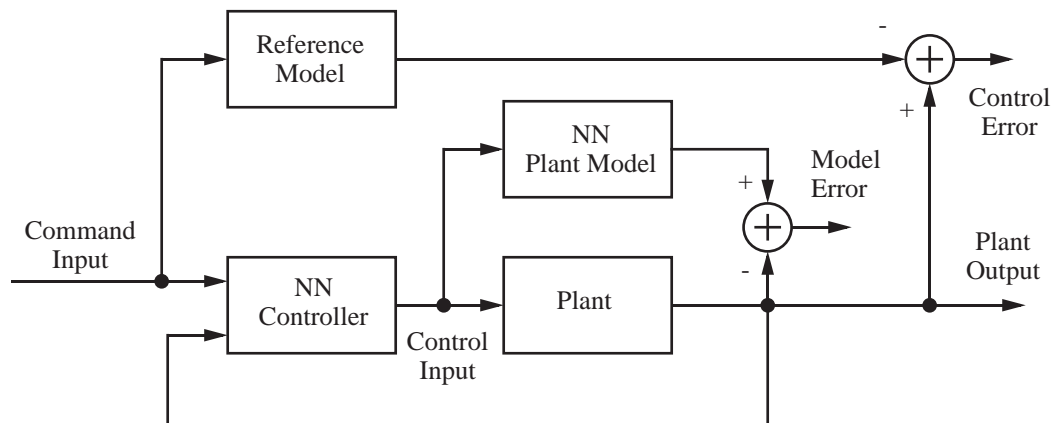 Reference
Model
-
+
Control
Error
NN
Plant Model
Model
Error
+
+
-
Command
Input
NN
Controller
Control
Input
Plant
Plant
Output
+